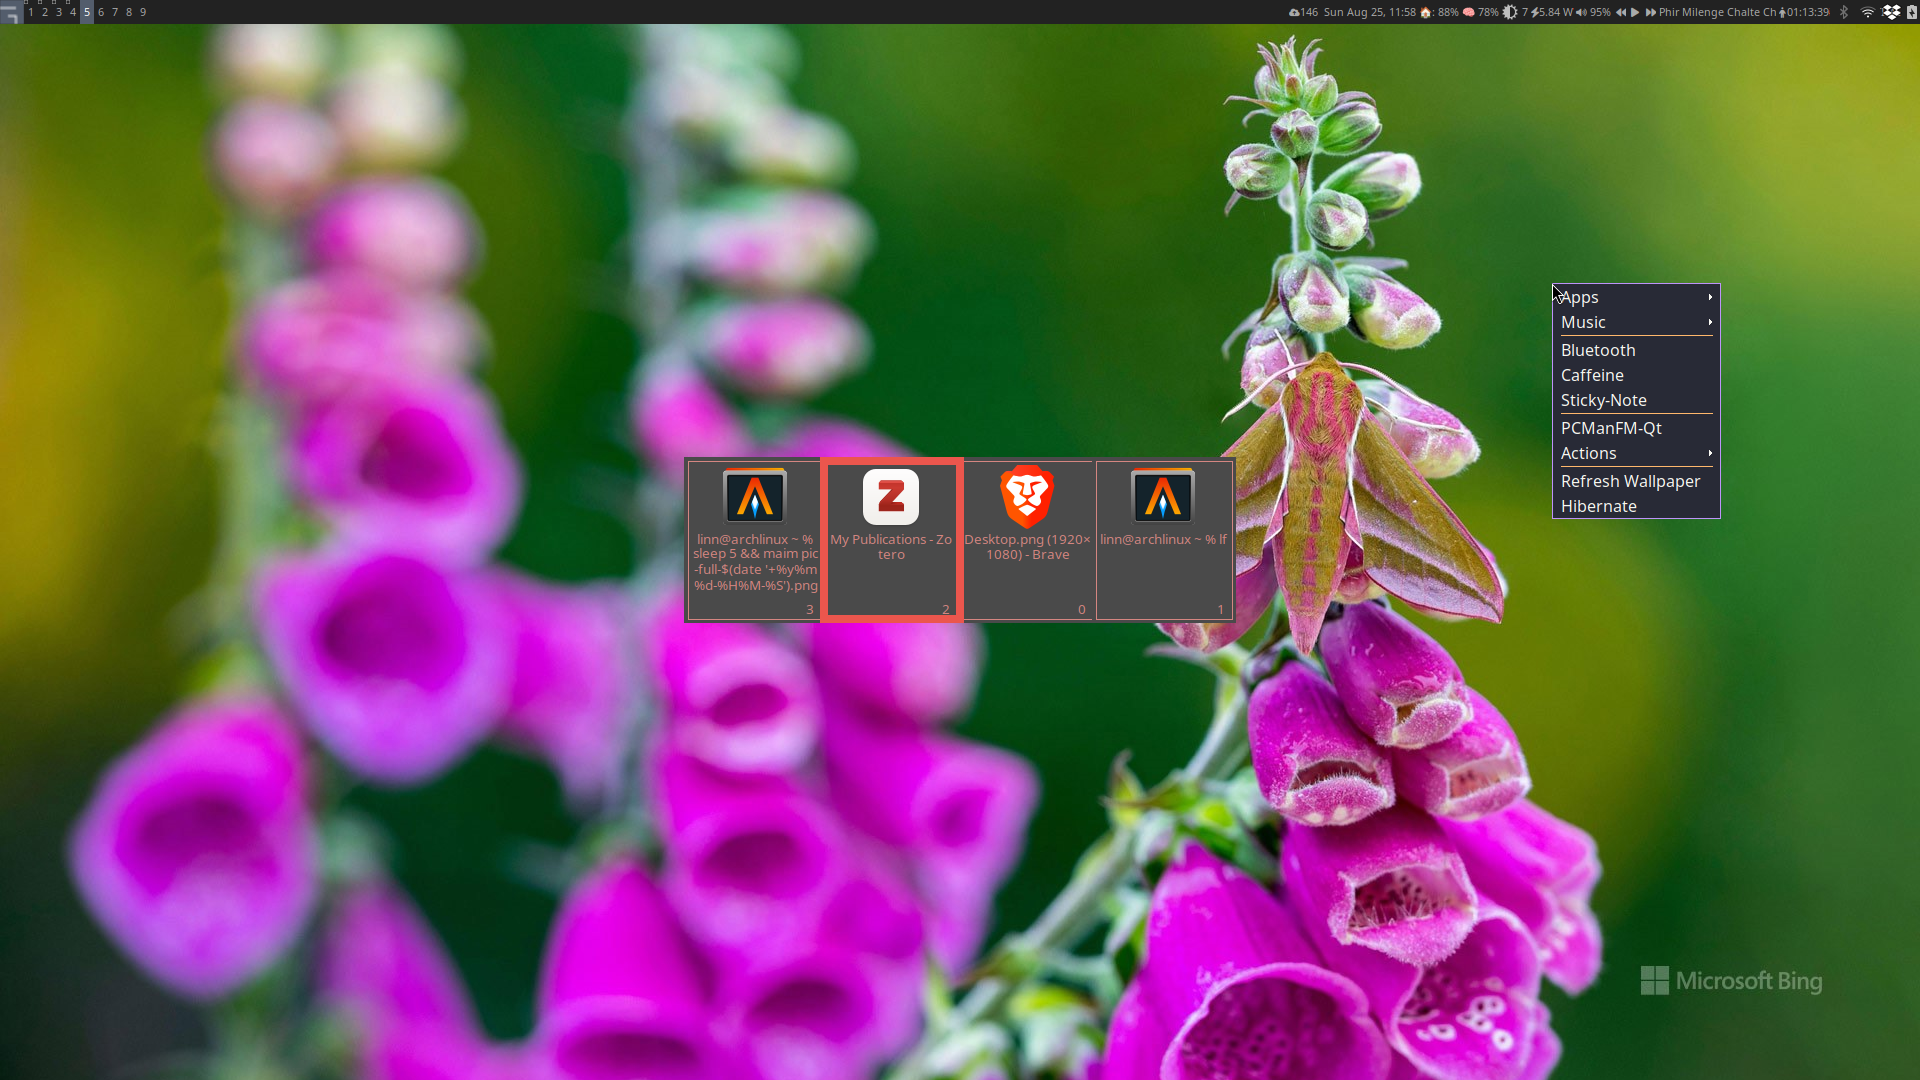 1 2 3 4 5 6 7 8 9
146 Sun Aug 25, 11:58 : 88% 78% 7 5.84 W 95% Phir Milenge Chalte Ch 01:13:39
Apps
Music
Bluetooth
Caffeine
Sticky-Note
PCManFM-Qt
Actions
Refresh Wallpaper
Hibernate
linn@archlinux ~ %
sleep 5 && maim pic
-full-$(date '+%y%m
%d-%H%M-%S').png
3
My Publications - Zo
tero
2
Desktop.png (1920×
1080) - Brave
0
linn@archlinux ~ % lf
1
Microsoft Bing